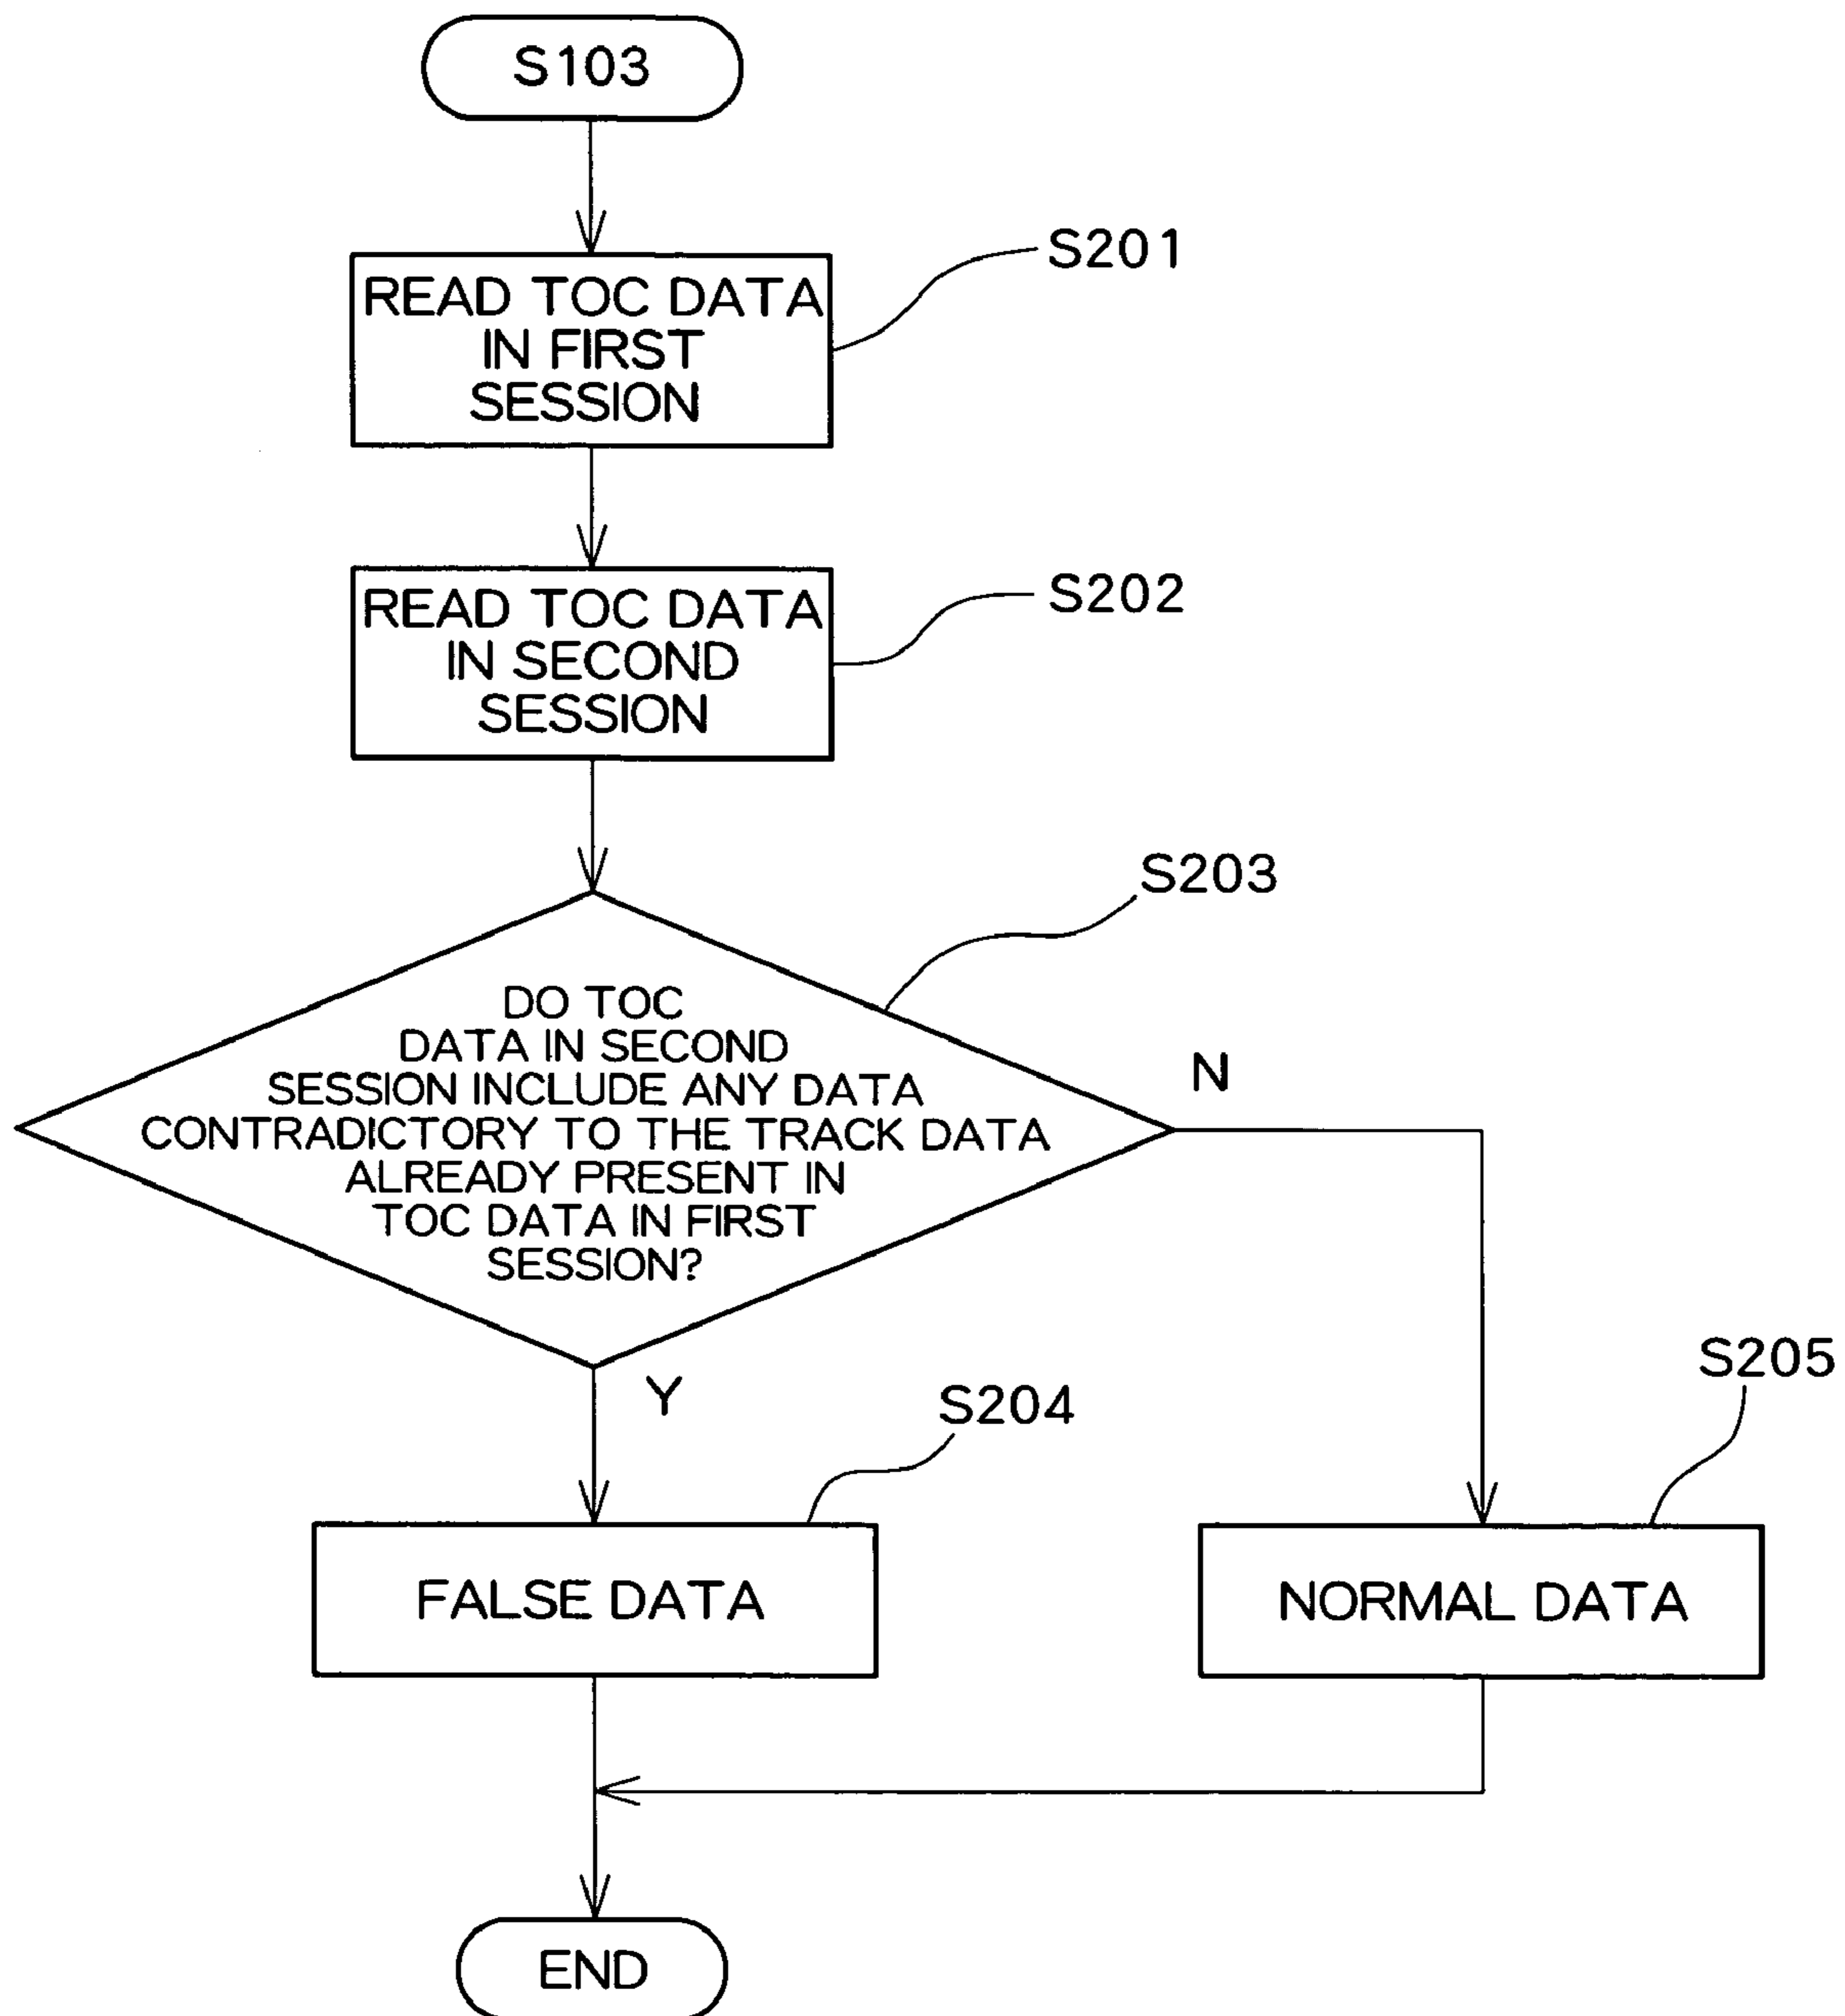 S103
READ TOC DATA
IN FIRST
SESSION
S201
READ TOC DATA
IN SECOND
SESSION
S202
S203
DO TOC
DATA IN SECOND
SESSION INCLUDE ANY DATA
CONTRADICTORY TO THE TRACK DATA
ALREADY PRESENT IN
TOC DATA IN FIRST
SESSION?
N
Y
S204
S205
FALSE DATA
NORMAL DATA
END